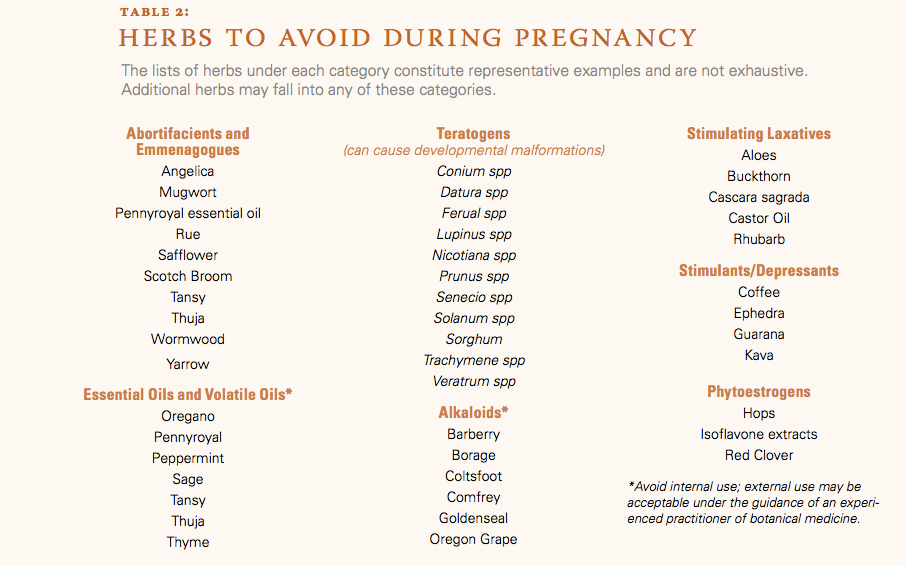 TABLE 2:
HERBS TO AVOID DURING PREGNANCY
The lists of herbs under each category constitute representative examples and are not exhaustive.
Additional herbs may fall into any of these categories.
Abortifacients and
Emmenagogues
Angelica
Mugwort
Pennyroyal essential oil
Rue
Safflower
Scotch Broom
Tansy
Thuja
Wormwood
Yarrow
Essential Oils and Volatile Oils*
Oregano
Pennyroyal
Peppermint
Sage
Tansy
Thuja
Thyme
Teratogens
(can cause developmental malformations)
Conium spp
Datura spp
Ferual spp
Lupinus spp
Nicotiana spp
Prunus spp
Senecio spp
Solanum spp
Sorghum
Trachymene spp
Veratrum spp
Alkaloids*
Barberry
Borage
Coltsfoot
Comfrey
Goldenseal
Oregon Grape
Stimulating Laxatives
Aloes
Buckthorn
Cascara sagrada
Castor Oil
Rhubarb
Stimulants/Depressants
Coffee
Ephedra
Guarana
Kava
Phytoestrogens
Hops
Isoflavone extracts
Red Clover
*Avoid internal use; external use may be
acceptable under the guidance of an experi-
enced practitioner of botanical medicine.